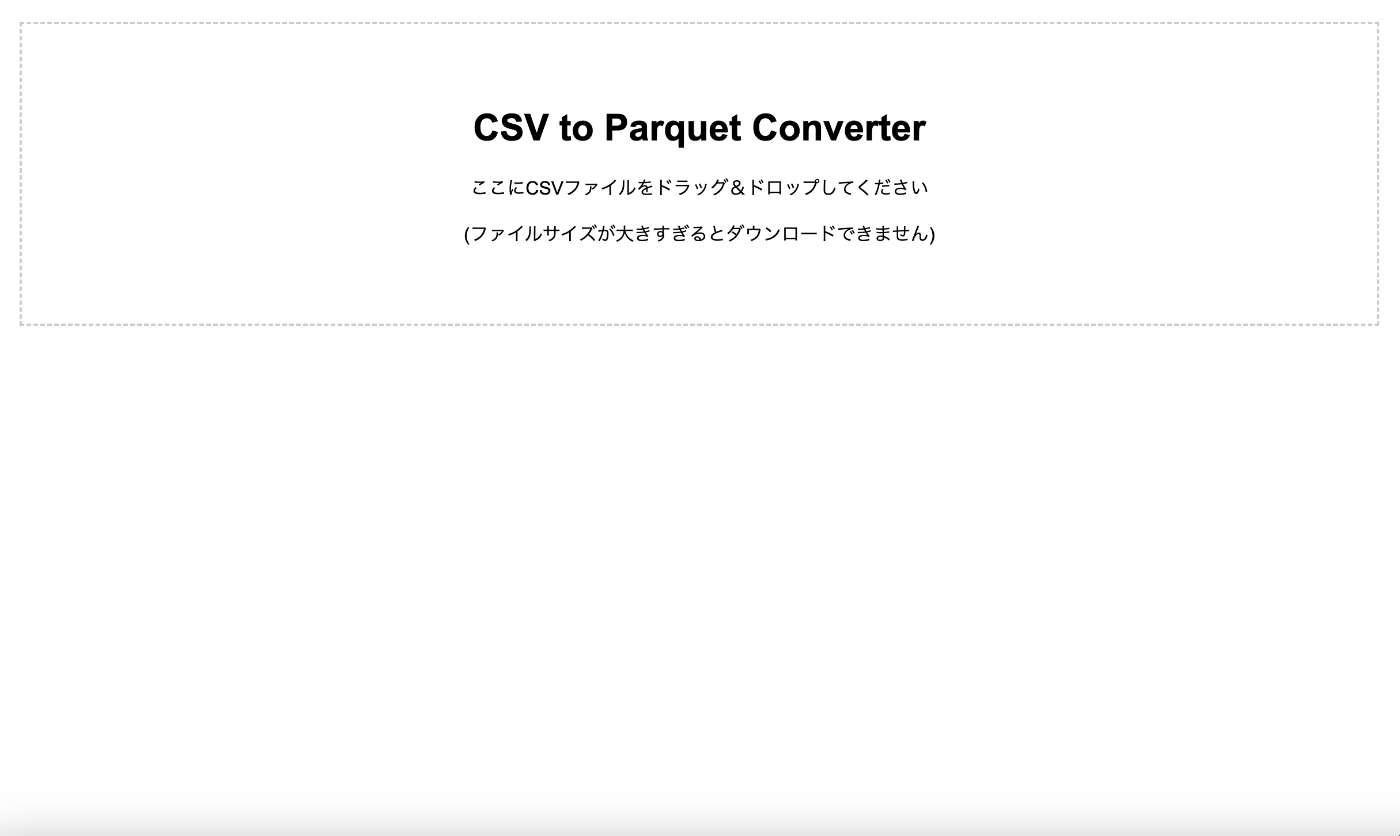 CSV to Parquet Converter
ここにCSVファイルをドラッグ＆ドロップしてください
(ファイルサイズが大きすぎるとダウンロードできません)